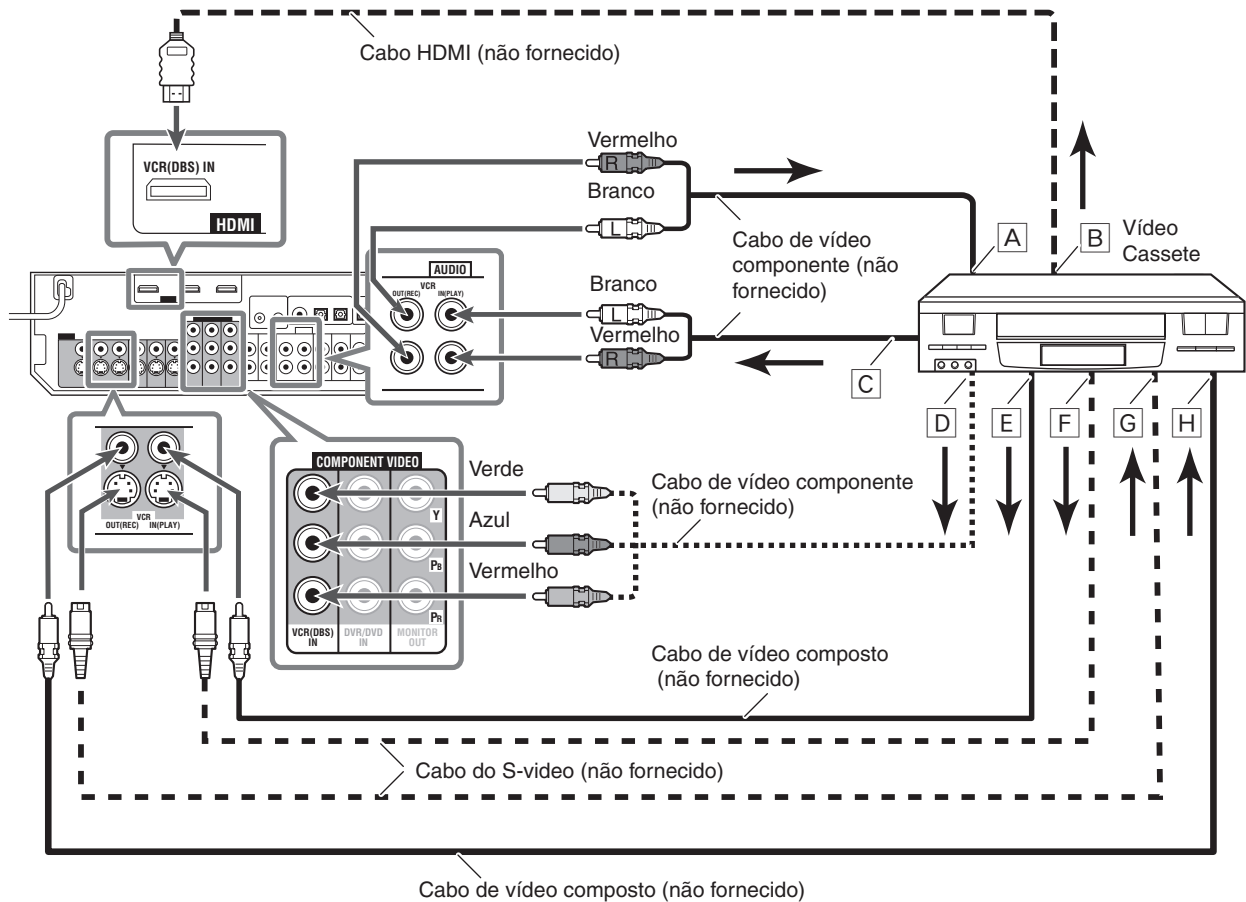 Cabo HDMI (não fornecido)
VCR(DBS) IN
HDMI
Vermelho
R
Branco
L
Cabo de vídeo
componente (não
fornecido)
A
B
Vídeo
Cassete
AUDIO
VCR
OUT(REC) IN(PLAY)
Branco
L
Vermelho
R
C
D
E
F
G
H
VCR
OUT(REC) IN(PLAY)
COMPONENT VIDEO
Verde
Y
Azul
PB
Vermelho
PR
VCR(DBS)
IN
DVR/DVD
IN
MONITOR
OUT
Cabo de vídeo componente
(não fornecido)
Cabo de vídeo composto
(não fornecido)
Cabo do S-video (não fornecido)
Cabo de vídeo composto (não fornecido)